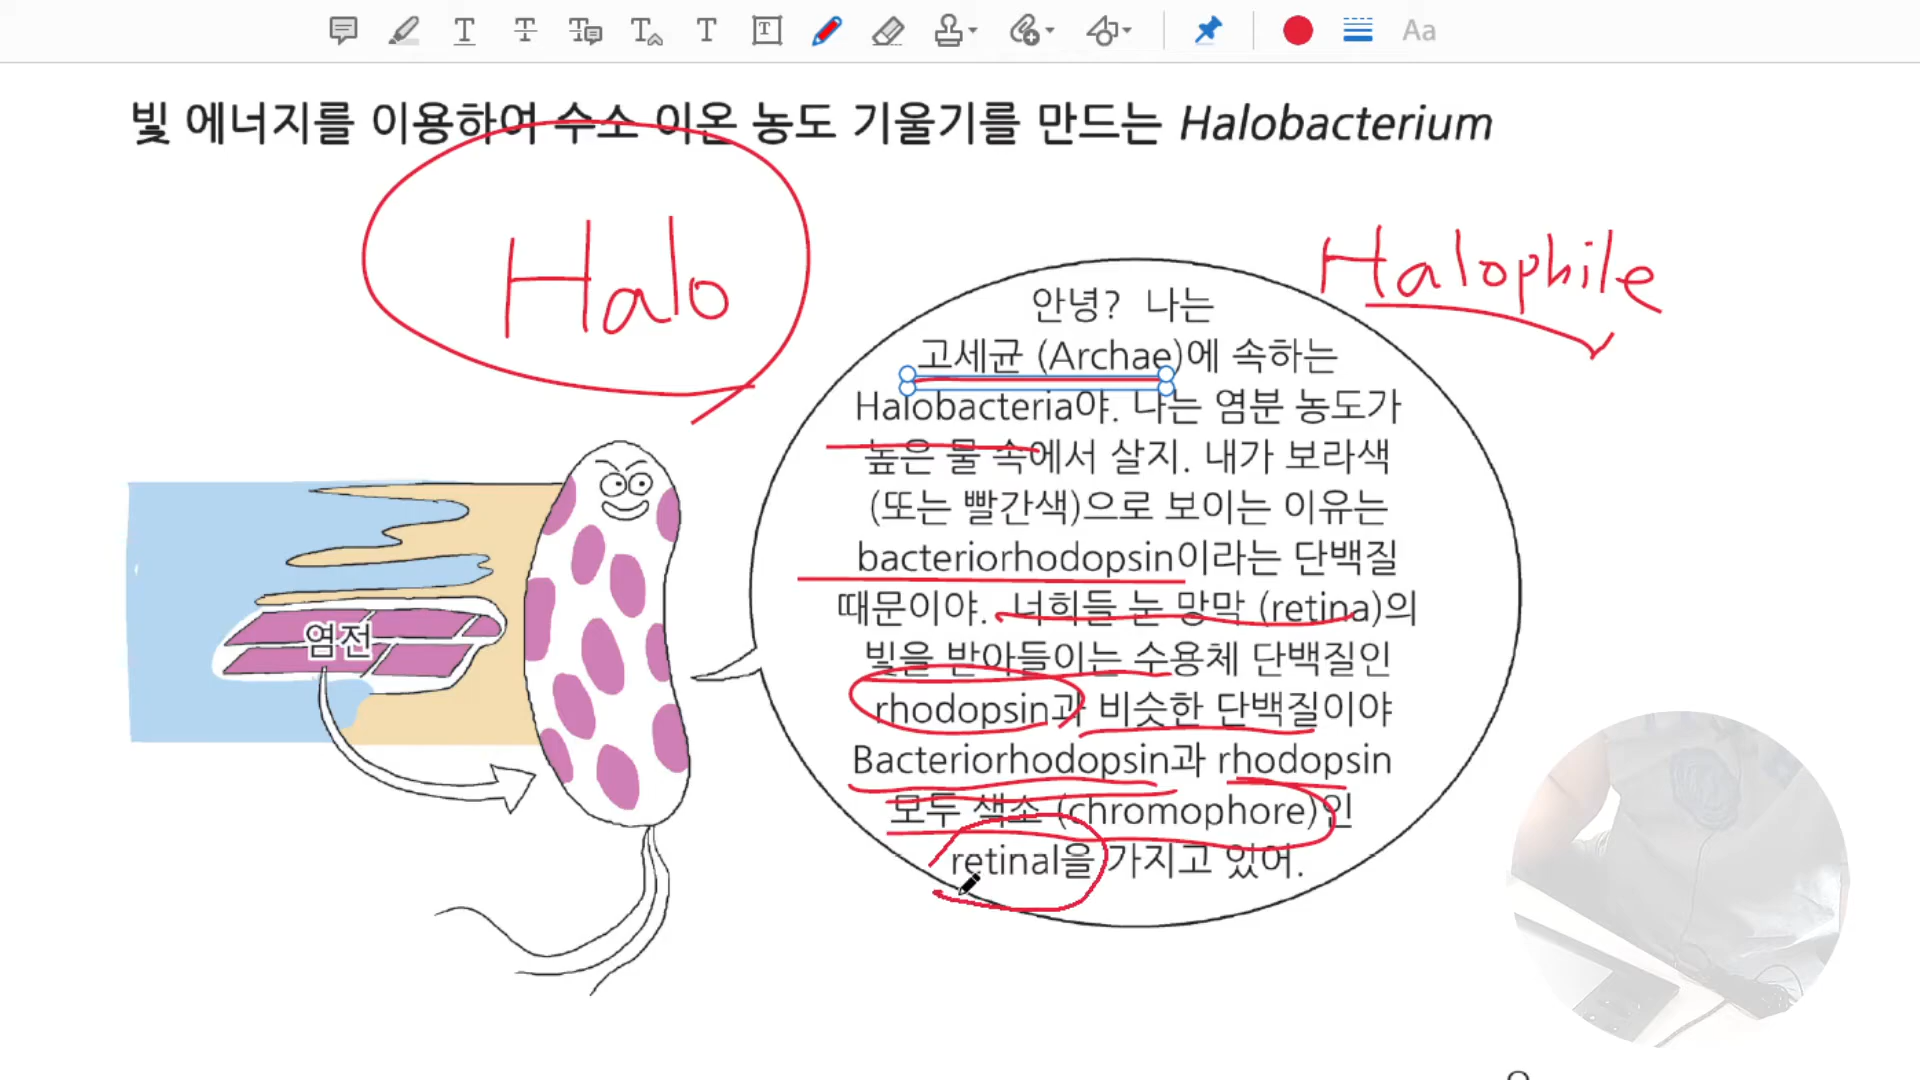 빛 에너지를 이용하여 수소 이온 농도 기울기를 만드는 Halobacterium
Halo
Halophile
안녕? 나는
고세균 (Archae)에 속하는
Halobacteria야. 나는 염분 농도가
높은 물 속에서 살지. 내가 보라색
(또는 빨간색)으로 보이는 이유는
bacteriorhodopsin이라는 단백질
때문이야. 너희들 눈 망막 (retina)의
빛을 받아들이는 수용체 단백질인
rhodopsin과 비슷한 단백질이야
Bacteriorhodopsin과 rhodopsin
모두 색소 (chromophore)인
retinal을 가지고 있어.
염전